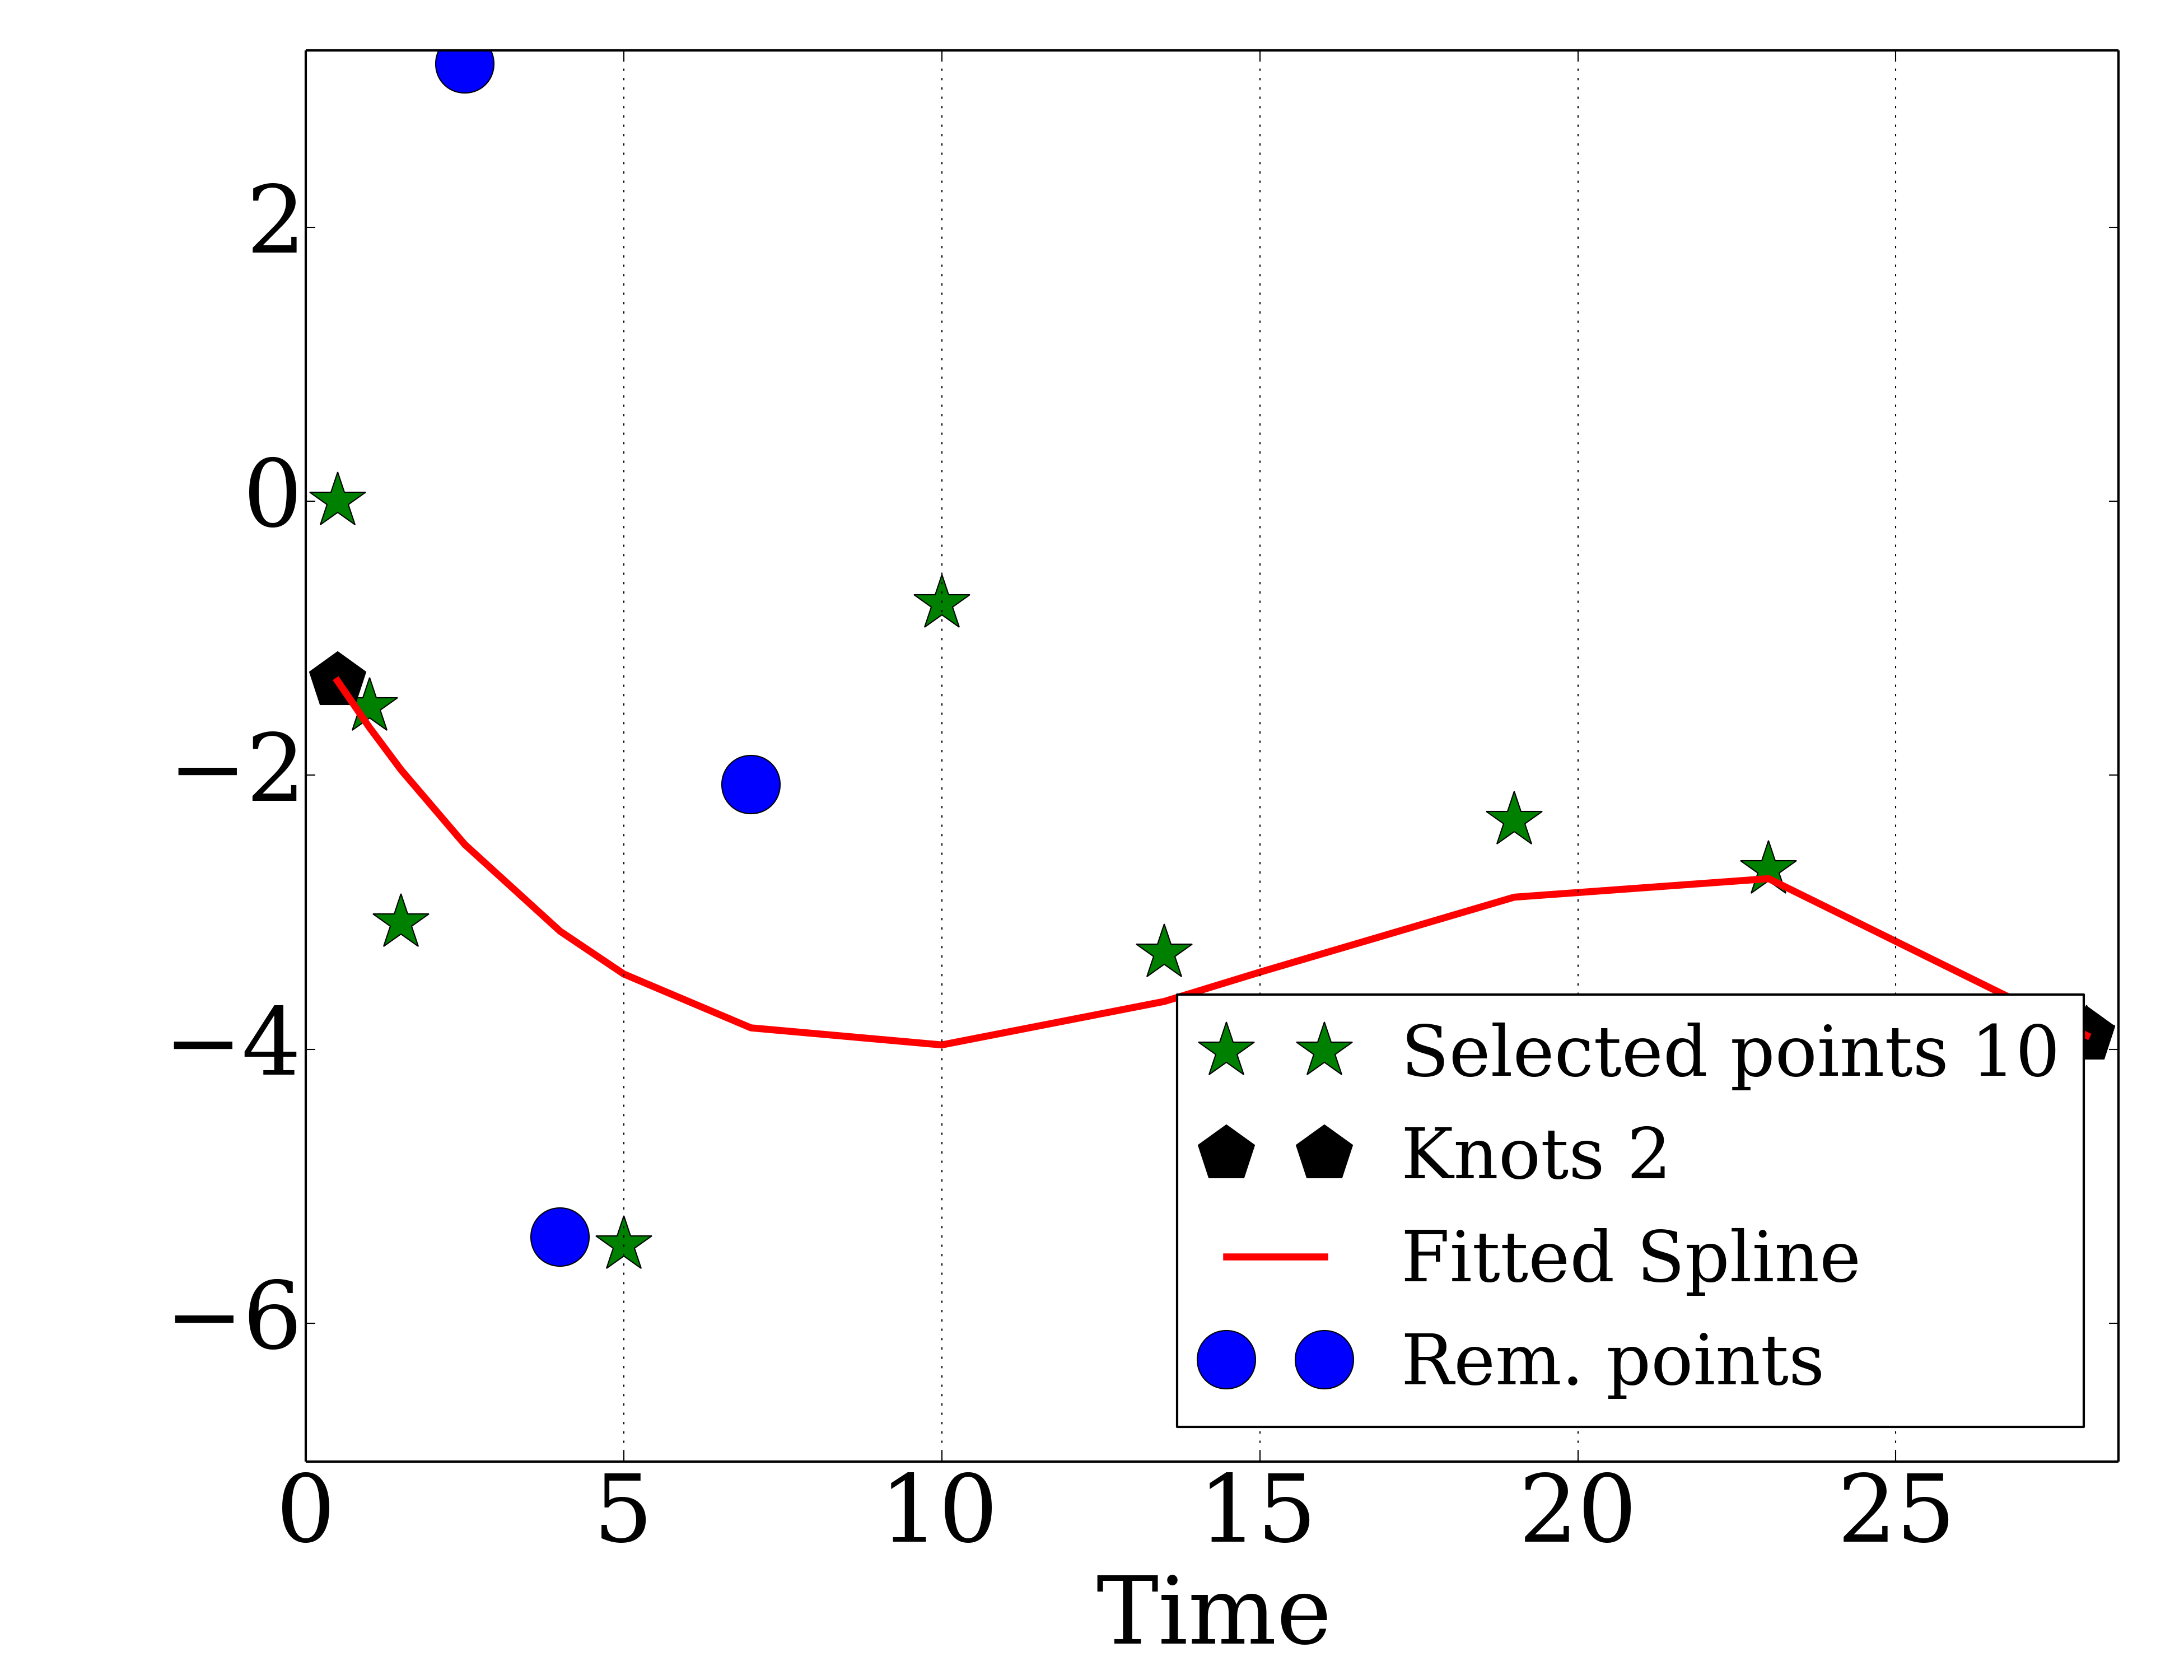 2
0
−2
−4
−6
Selected points 10
Knots 2
Fitted Spline
Rem. points
0 5 10 15 20 25
Time